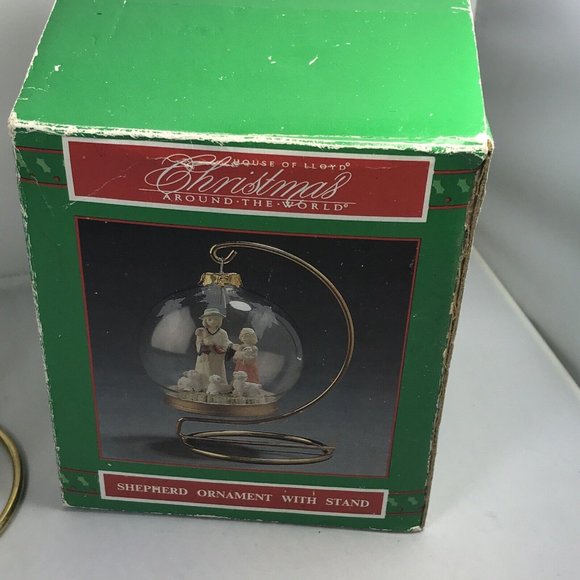 HOUSE OF LLOYD®
Christmas
AROUND·THE·WORLD®
SHEPHERD ORNAMENT WITH STAND